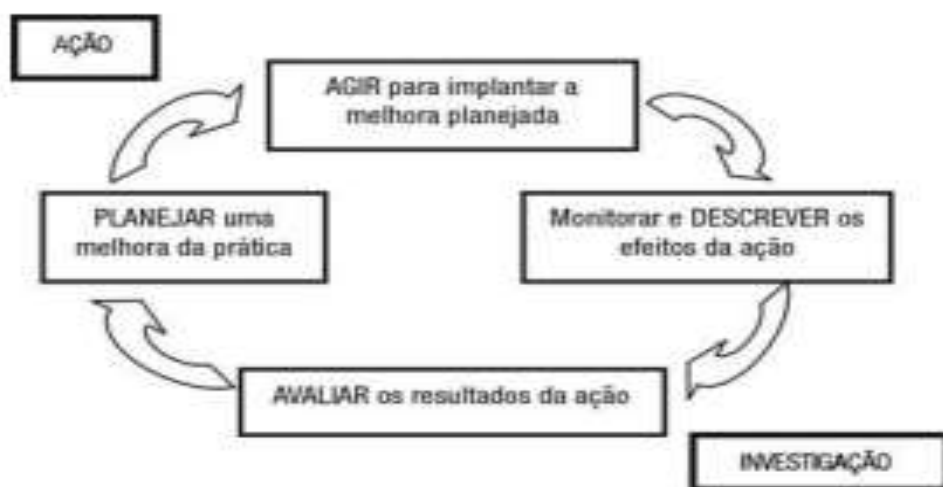 AÇÃO
AGIR para implantar a
melhora planejada
PLANEJAR uma
melhora da prática
Monitorar e DESCREVER os
efeitos da ação
AVALIAR os resultados da ação
INVESTIGAÇÃO